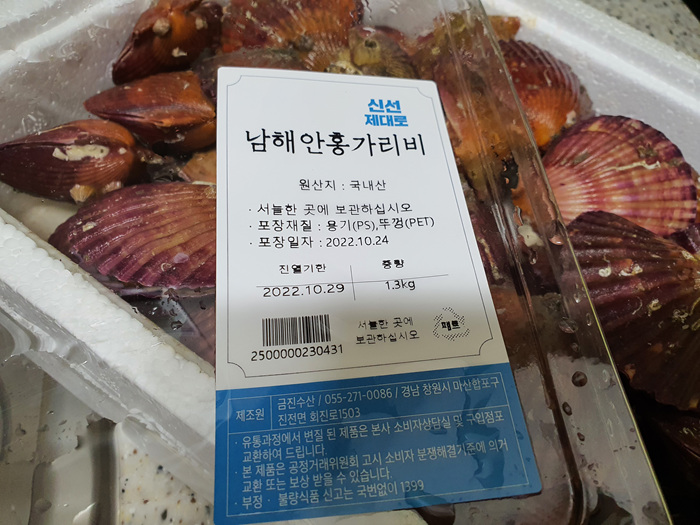 신선
제대로
남해안홍가리비
원산지 : 국내산
· 서늘한 곳에 보관하십시오
· 포장재질 : 용기(PS),뚜껑(PET)
· 포장일자 : 2022.10.24
진열기한 중량
2022.10.29 1.3kg
서늘한 곳에
보관하십시오
페트
2500000230431
제조원 금진수산 / 055-271-0086 / 경남 창원시 마산합포구
진전면 회진로1503
· 유통과정에서 변질 된 제품은 본사 소비자상담실 및 구입점포
교환하여 드립니다.
· 본 제품은 공정거래위원회 고시 소비자 분쟁해결기준에 의거
교환 또는 보상 받을 수 있습니다.
· 부정 · 불량식품 신고는 국번없이 1399